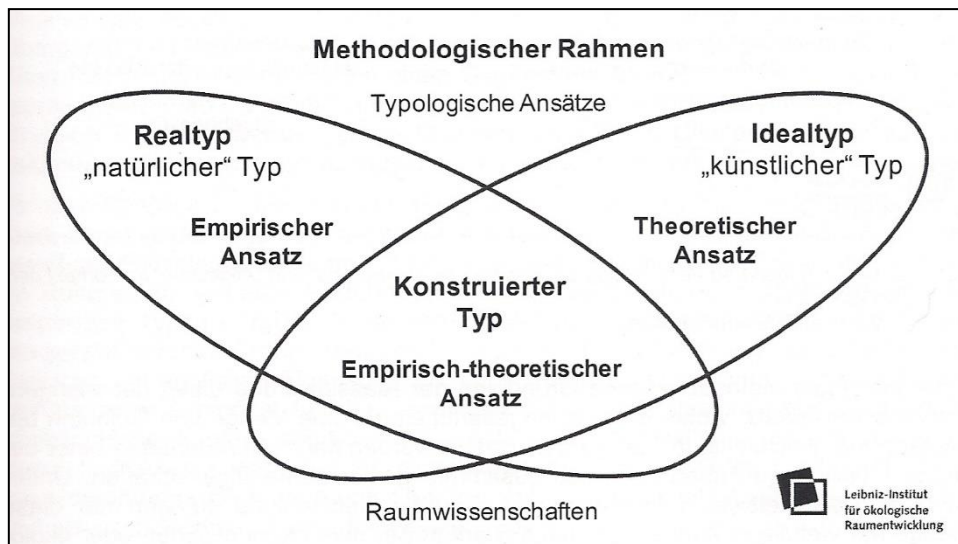 Methodologischer Rahmen
Typologische Ansätze
Realtyp
„natürlicher“ Typ
Idealtyp
„künstlicher“ Typ
Empirischer
Ansatz
Theoretischer
Ansatz
Konstruierter
Typ
Empirisch-theoretischer
Ansatz
Raumwissenschaften
Leibniz-Institut
für ökologische
Raumentwicklung